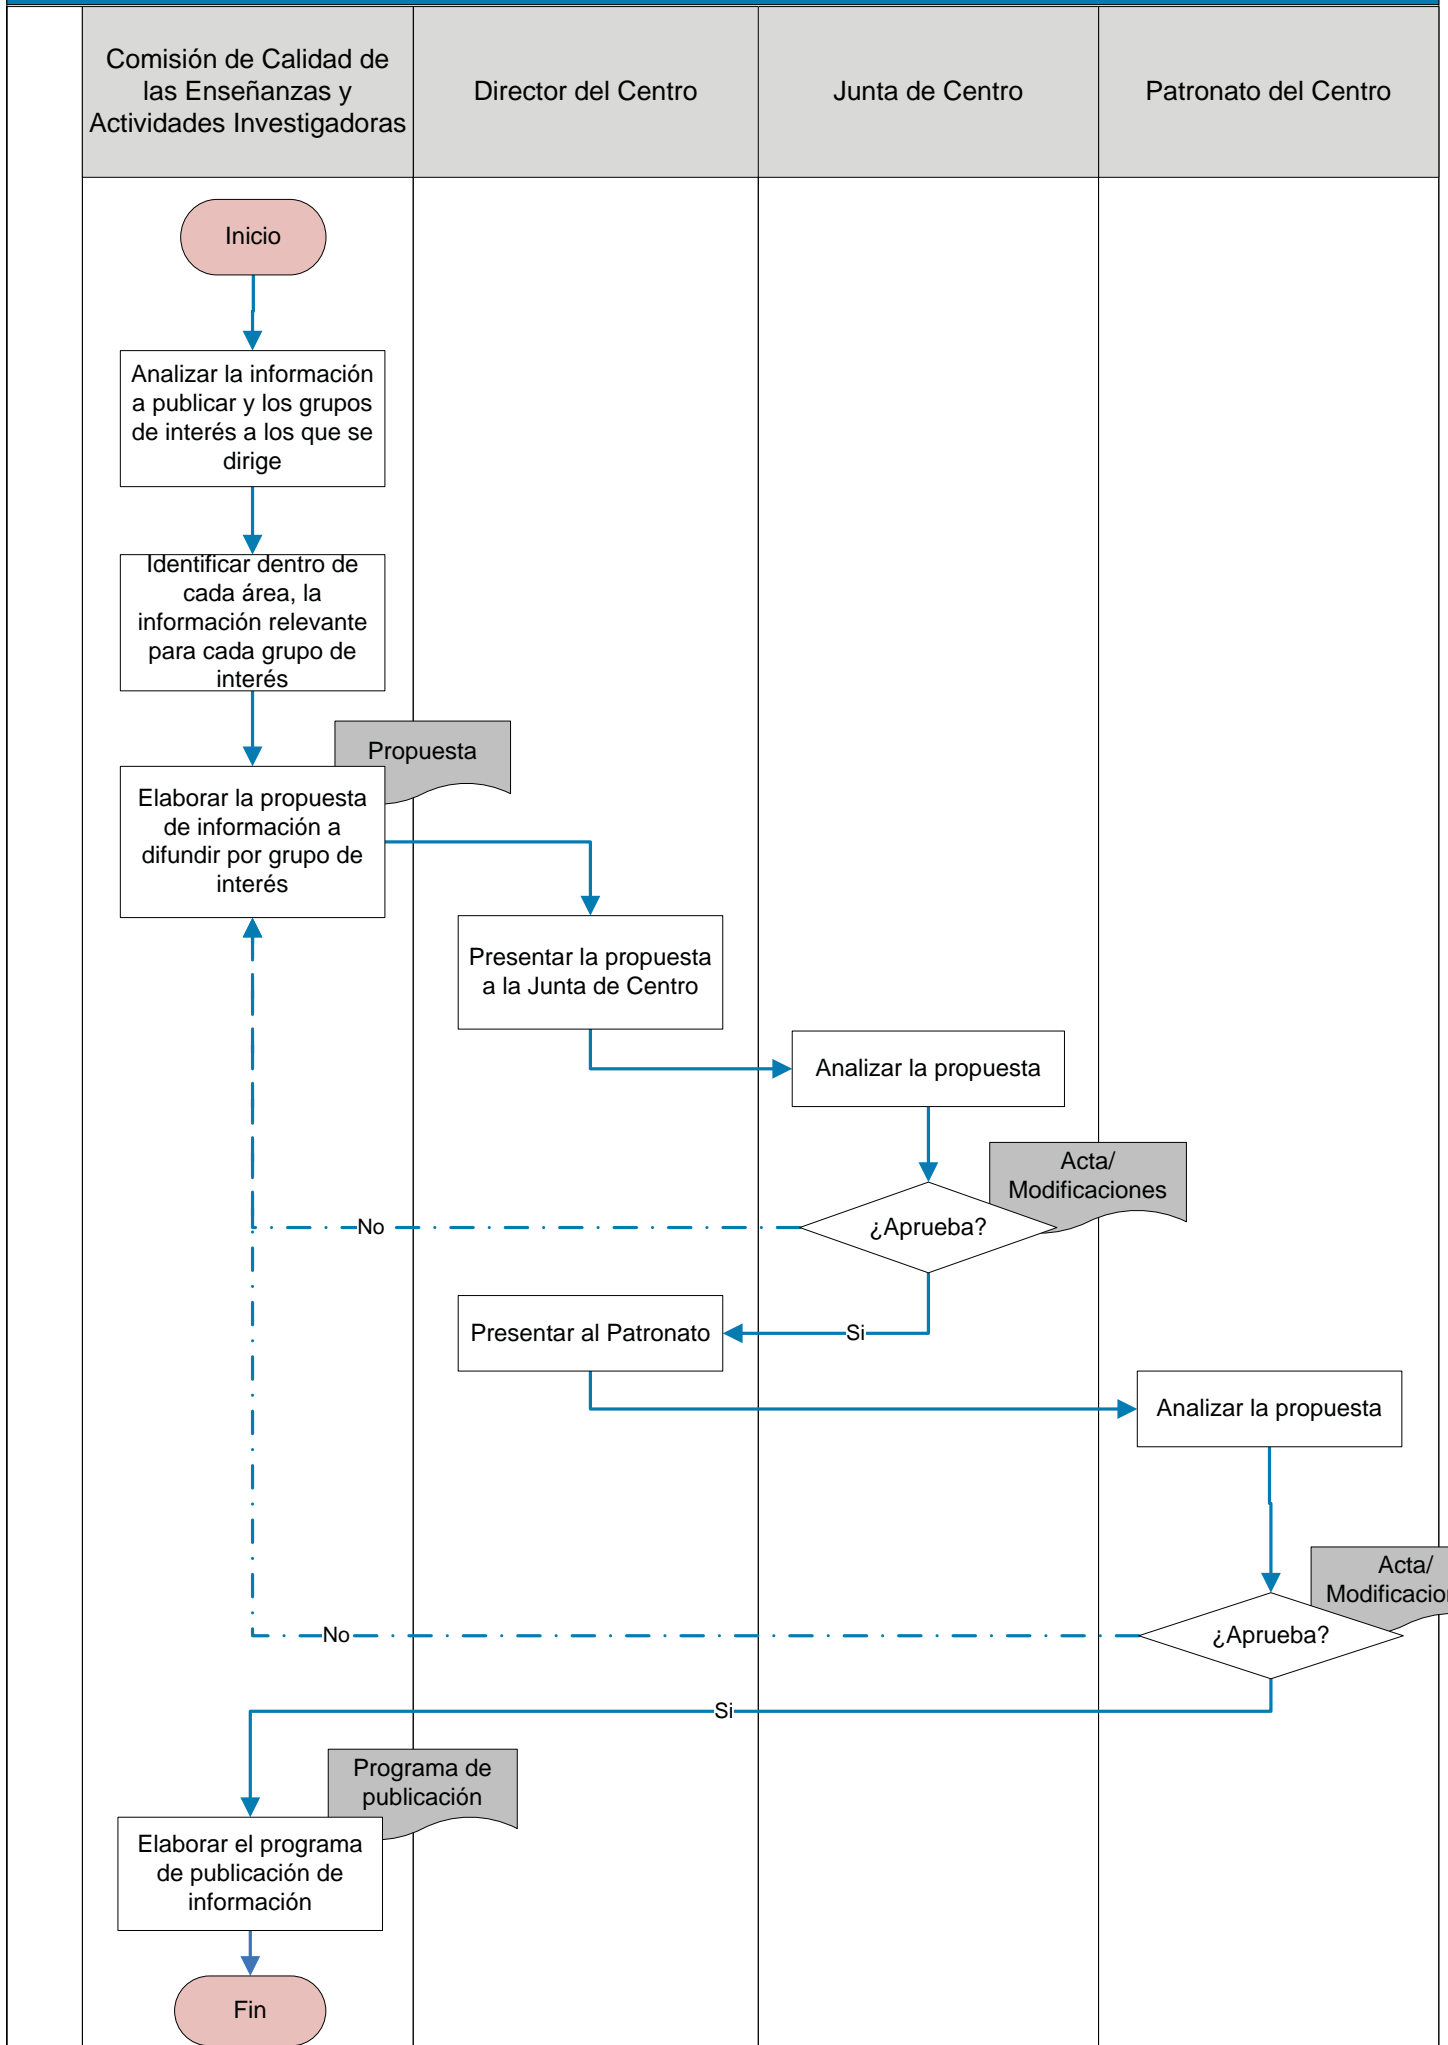 Comisión de Calidad de
las Enseñanzas y
Actividades Investigadoras
Director del Centro
Junta de Centro
Patronato del Centro
Inicio
Analizar la información
a publicar y los grupos
de interés a los que se
dirige
Identificar dentro de
cada área, la
información relevante
para cada grupo de
interés
Propuesta
Elaborar la propuesta
de información a
difundir por grupo de
interés
Presentar la propuesta
a la Junta de Centro
Analizar la propuesta
Acta/
Modificaciones
¿Aprueba?
No
Si
Presentar al Patronato
Analizar la propuesta
Acta/
¿Aprueba?
No
Si
Programa de
publicación
Elaborar el programa
de publicación de
información
Fin